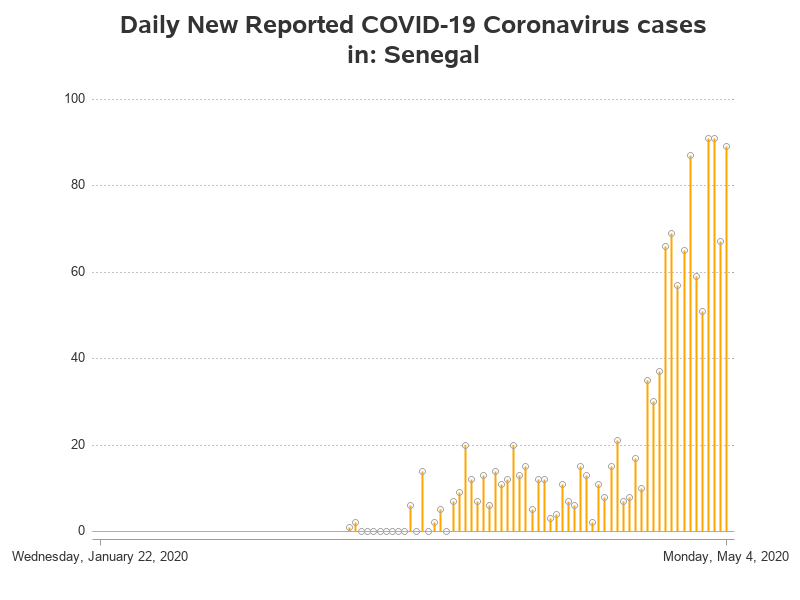 Daily New Reported COVID-19 Coronavirus cases
in: Senegal
100
80
60
40
20
0
Wednesday, January 22, 2020
Monday, May 4, 2020